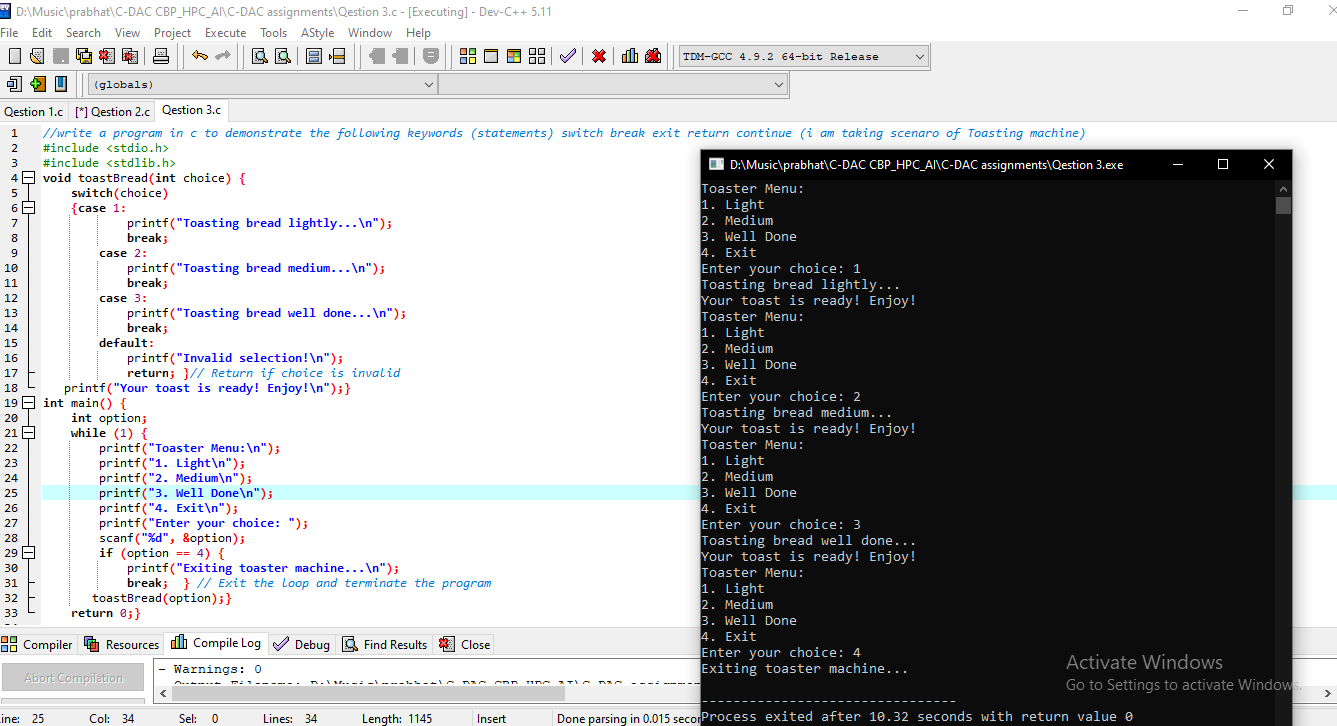 D:\Music\prabhat\C-DAC CBP_HPC_AI\C-DAC assignments\Qestion 3.c - [Executing] - Dev-C++ 5.11
File Edit Search View Project Execute Tools AStyle Window Help
TDM-GCC 4.9.2 64-bit Release
(globals)
Qestion 1.c [*] Qestion 2.c Qestion 3.c
1 //write a program in c to demonstrate the following keywords (statements) switch break exit return continue (i am taking scenaro of Toasting machine)
2 #include <stdio.h>
3 #include <stdlib.h>
4 void toastBread(int choice) {
5 switch(choice)
6 {case 1:
7 printf("Toasting bread lightly...\n");
8 break;
9 case 2:
10 printf("Toasting bread medium...\n");
11 break;
12 case 3:
13 printf("Toasting bread well done...\n");
14 break;
15 default:
16 printf("Invalid selection!\n");
17 return; }// Return if choice is invalid
18 printf("Your toast is ready! Enjoy!\n");}
19 int main() {
20 int option;
21 while (1) {
22 printf("Toaster Menu:\n");
23 printf("1. Light\n");
24 printf("2. Medium\n");
25 printf("3. Well Done\n");
26 printf("4. Exit\n");
27 printf("Enter your choice: ");
28 scanf("%d", &option);
29 if (option == 4) {
30 printf("Exiting toaster machine...\n");
31 break; } // Exit the loop and terminate the program
32 toastBread(option);}
33 return 0;}
D:\Music\prabhat\C-DAC CBP_HPC_AI\C-DAC assignments\Qestion 3.exe
Toaster Menu:
1. Light
2. Medium
3. Well Done
4. Exit
Enter your choice: 1
Toasting bread lightly...
Your toast is ready! Enjoy!
Toaster Menu:
1. Light
2. Medium
3. Well Done
4. Exit
Enter your choice: 2
Toasting bread medium...
Your toast is ready! Enjoy!
Toaster Menu:
1. Light
2. Medium
3. Well Done
4. Exit
Enter your choice: 3
Toasting bread well done...
Your toast is ready! Enjoy!
Toaster Menu:
1. Light
2. Medium
3. Well Done
4. Exit
Enter your choice: 4
Exiting toaster machine...
--------------------------------
Process exited after 10.32 seconds with return value 0
Activate Windows
Go to Settings to activate Windows.
Compiler Resources Compile Log Debug Find Results Close
Abort Compilation
- Warnings: 0
Line: 25 Col: 34 Sel: 0 Lines: 34 Length: 1145 Insert Done parsing in 0.015 secon